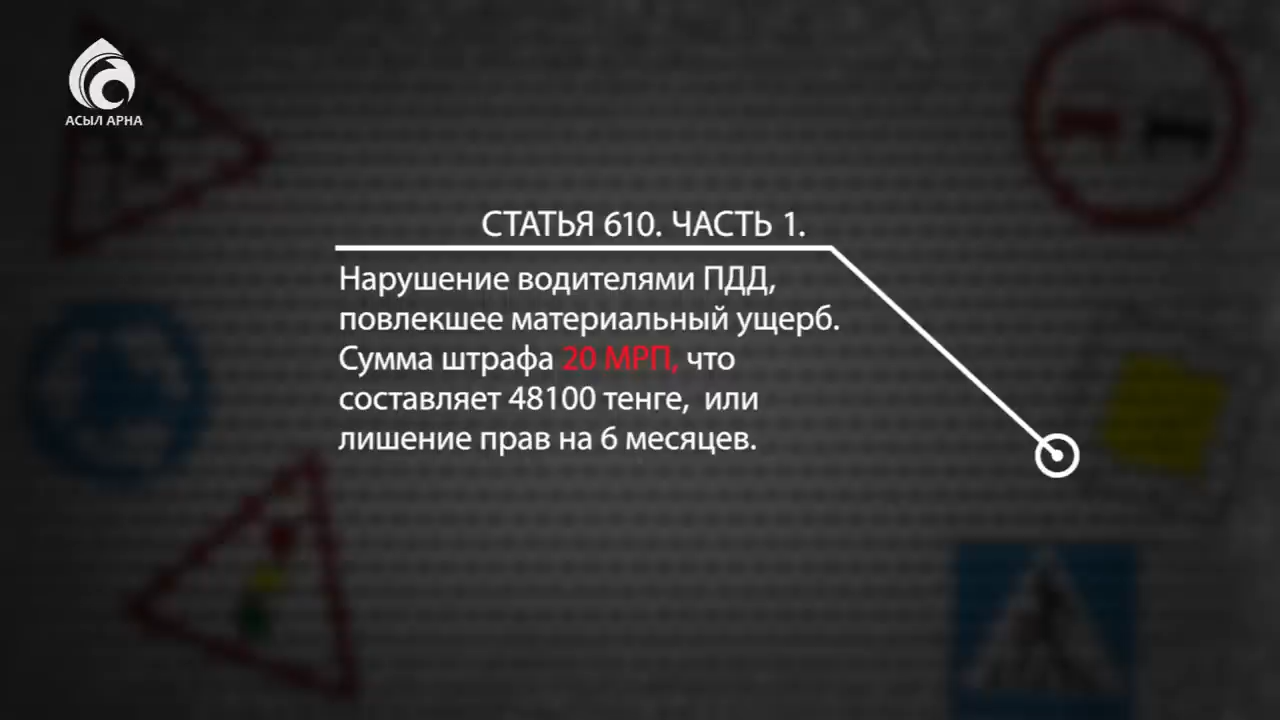 АСЫЛ АРНА
СТАТЬЯ 610. ЧАСТЬ 1.
Нарушение водителями ПДД,
повлекшее материальный ущерб.
Сумма штрафа 20 МРП, что
составляет 48100 тенге, или
лишение прав на 6 месяцев.